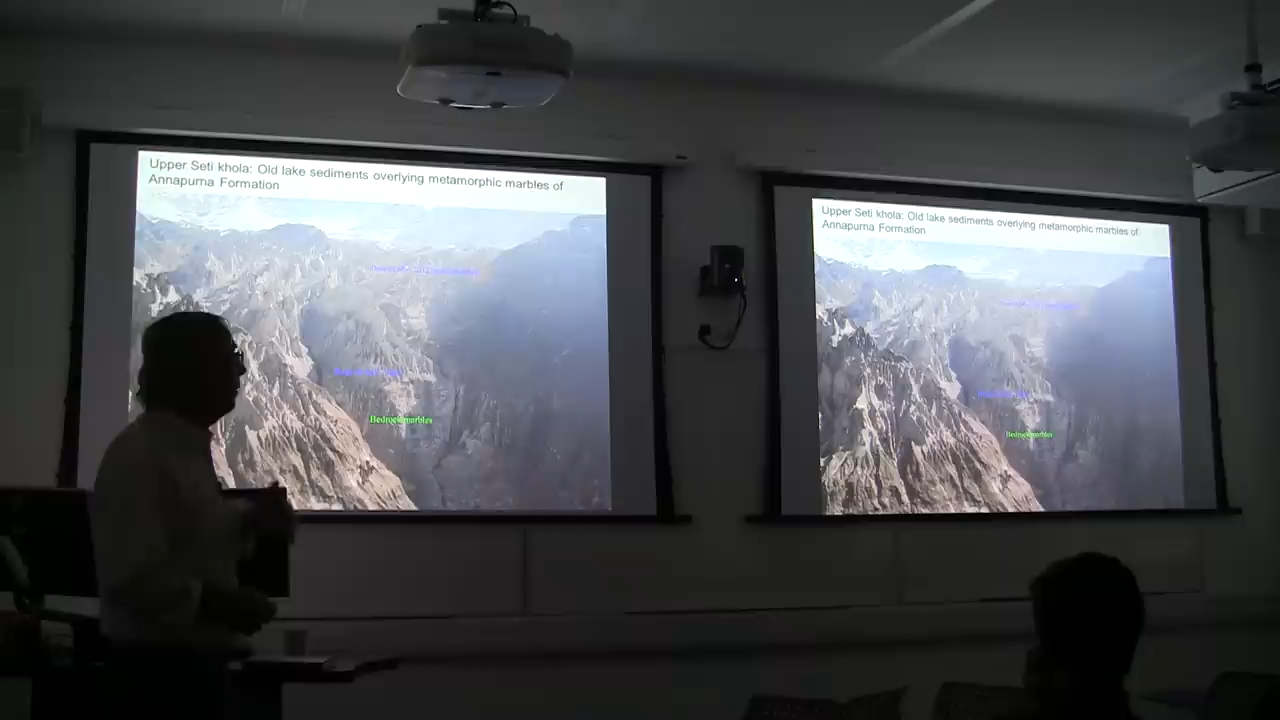 Upper Seti khola: Old lake sediments overlying metamorphic marbles of
Annapurna Formation
Bedrock marbles
Upper Seti khola: Old lake sediments overlying metamorphic marbles of
Annapurna Formation
Bedrock marbles